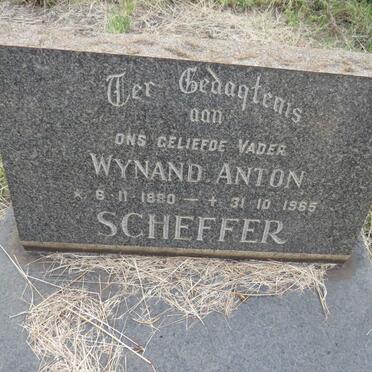 Ter Gedagtenis
aan
ONS GELIEFDE VADER
WYNAND ANTON
* 6 11 1880 — + 31 10 1965
SCHEFFER